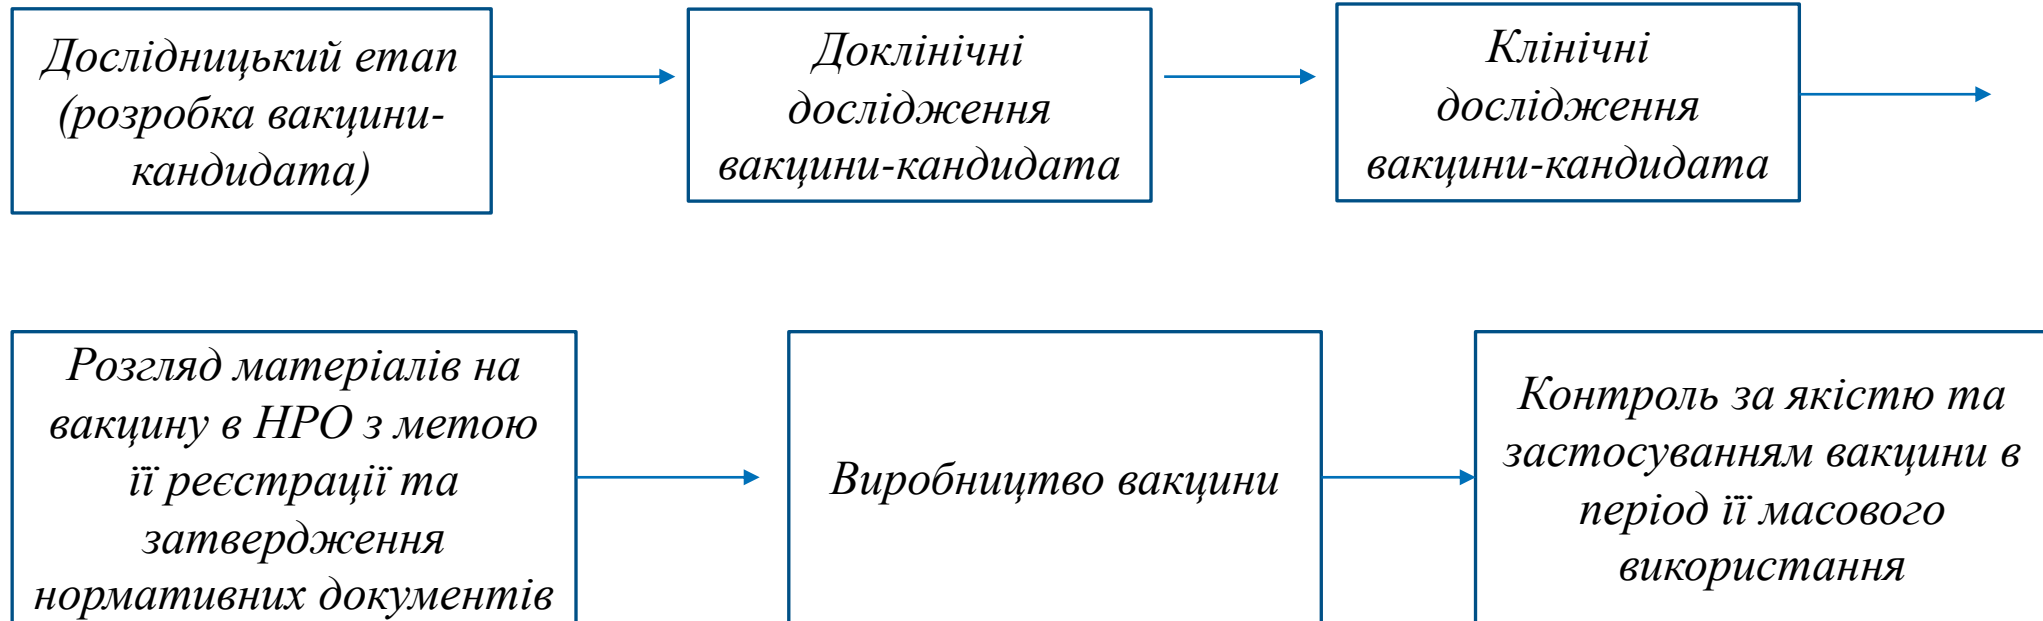 Дослідницький етап
(розробка вакцини-
кандидата)
Доклінічні
дослідження
вакцини-кандидата
Клінічні
дослідження
вакцини-кандидата
Розгляд матеріалів на
вакцину в НРО з метою
її реєстрації та
затвердження
нормативних документів
Виробництво вакцини
Контроль за якістю та
застосуванням вакцини в
період її масового
використання